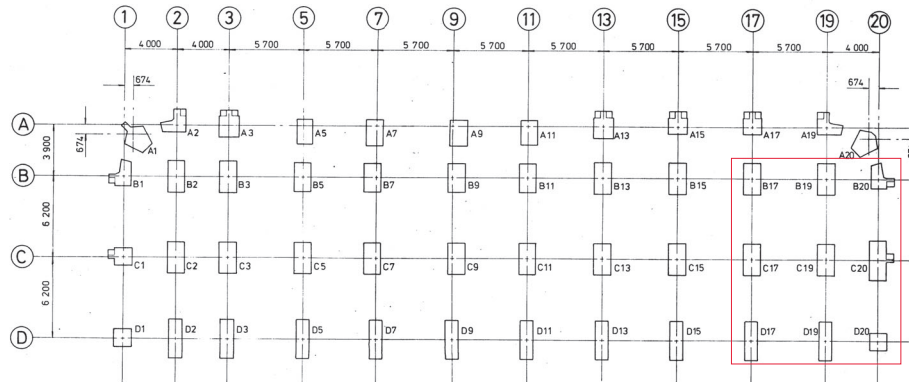 1 2 3 5 7 9 11 13 15 17 19 20
4 000 4 000 5 700 5 700 5 700 5 700 5 700 5 700 5 700 5 700 4 000
674 674
A A1 A2 A3 A5 A7 A9 A11 A13 A15 A17 A19 A20
674
3 900
B B1 B2 B3 B5 B7 B9 B11 B13 B15 B17 B19 B20
6 200
C C1 C2 C3 C5 C7 C9 C11 C13 C15 C17 C19 C20
6 200
D D1 D2 D3 D5 D7 D9 D11 D13 D15 D17 D19 D20